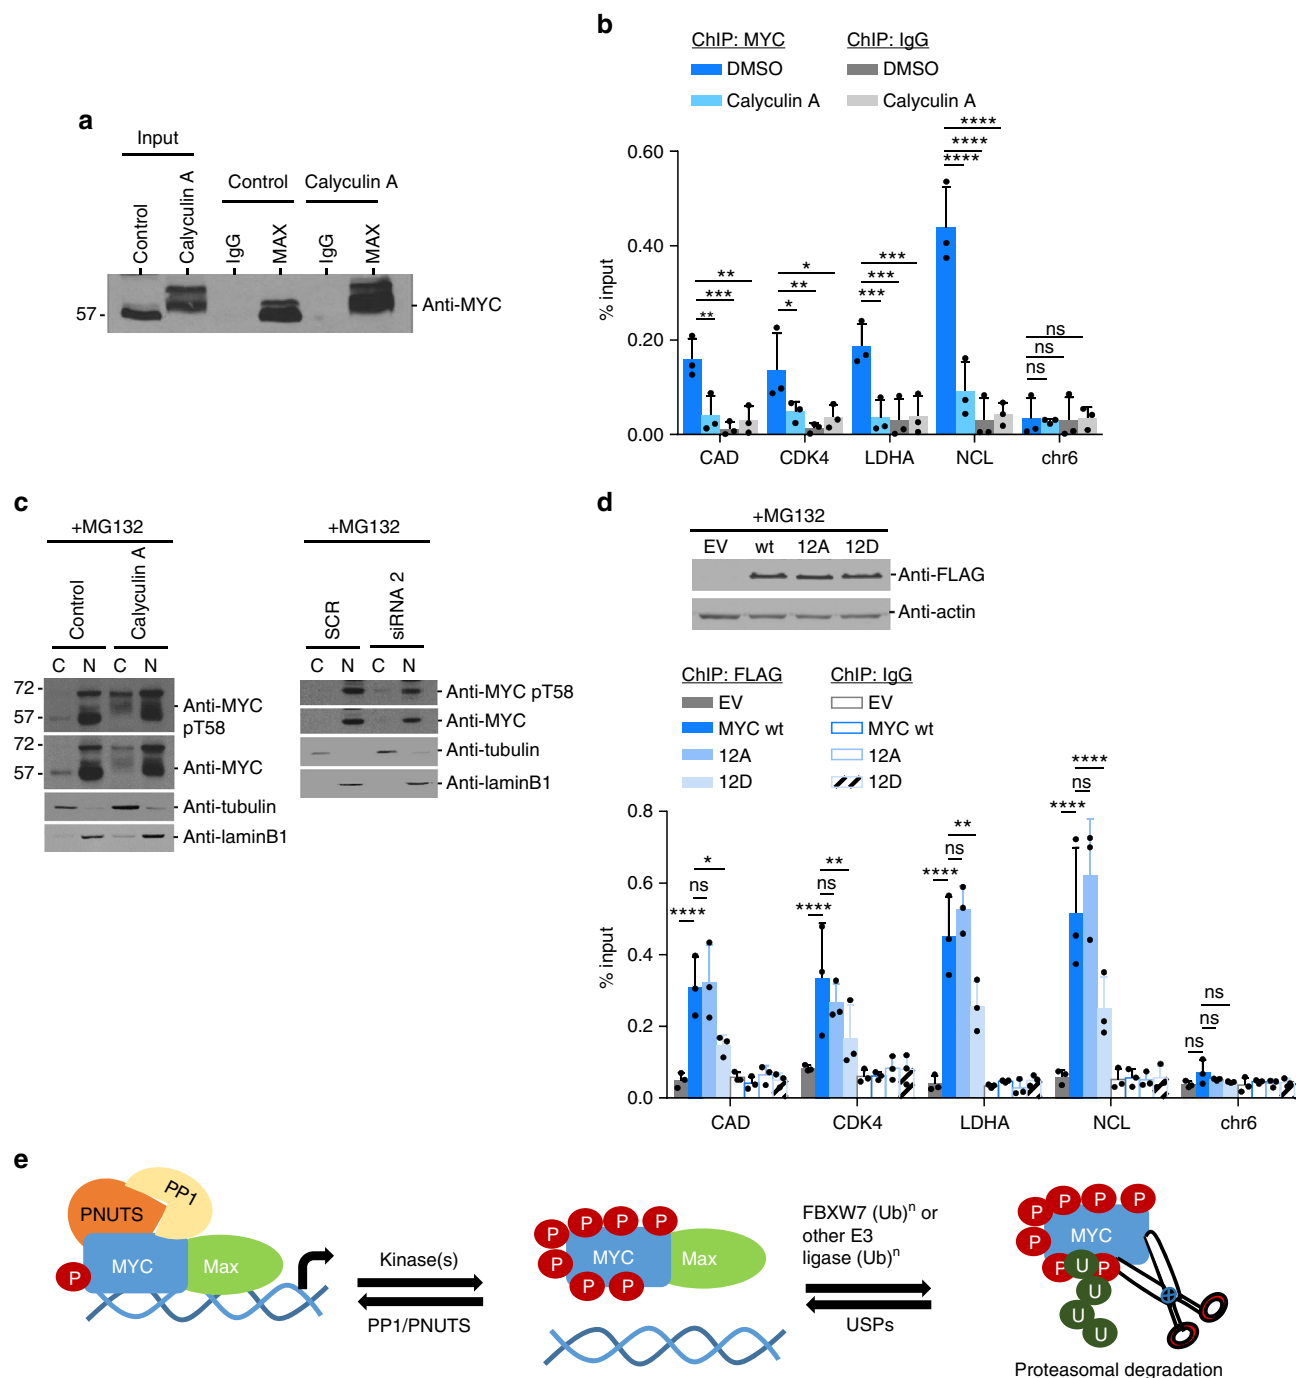 a
Input
Control
Calyculin A
Control
Calyculin A
IgG
MAX
IgG
MAX
57
Anti-MYC
b
ChIP: MYC
ChIP: IgG
DMSO
DMSO
Calyculin A
Calyculin A
% input
0.60
0.40
0.20
0.00
**
***
**
*
**
*
***
***
***
****
****
****
ns
ns
ns
CAD
CDK4
LDHA
NCL
chr6
c
+MG132
Control
Calyculin A
C
N
C
N
72
57
72
57
Anti-MYC
pT58
Anti-MYC
Anti-tubulin
Anti-laminB1
+MG132
SCR
siRNA 2
C
N
C
N
Anti-MYC pT58
Anti-MYC
Anti-tubulin
Anti-laminB1
d
+MG132
EV
wt
12A
12D
Anti-FLAG
Anti-actin
ChIP: FLAG
ChIP: IgG
EV
EV
MYC wt
MYC wt
12A
12A
12D
12D
% input
0.8
0.6
0.4
0.2
0.0
*
ns
****
**
ns
****
**
ns
****
****
ns
****
ns
ns
ns
CAD
CDK4
LDHA
NCL
chr6
e
PNUTS
PP1
MYC
Max
P
Kinase(s)
PP1/PNUTS
P
P
P
P
P
P
P
P
MYC
Max
FBXW7 (Ub)ⁿ or
other E3
ligase (Ub)ⁿ
USPs
P
P
P
P
P
MYC
P
U
P
U
U
U
Proteasomal degradation